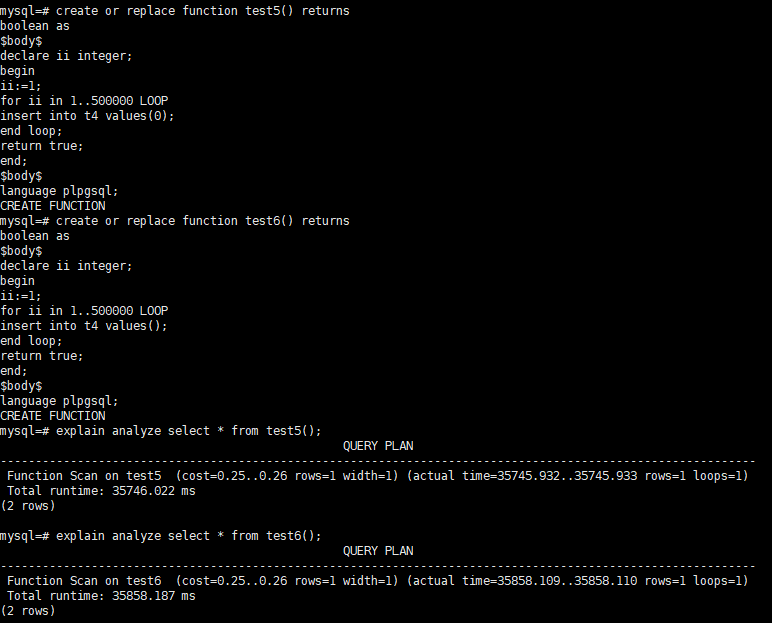 mysql=# create or replace function test5() returns
boolean as
$body$
declare ii integer;
begin
ii:=1;
for ii in 1..500000 LOOP
insert into t4 values(0);
end loop;
return true;
end;
$body$
language plpgsql;
CREATE FUNCTION
mysql=# create or replace function test6() returns
boolean as
$body$
declare ii integer;
begin
ii:=1;
for ii in 1..500000 LOOP
insert into t4 values();
end loop;
return true;
end;
$body$
language plpgsql;
CREATE FUNCTION
mysql=# explain analyze select * from test5();
QUERY PLAN
------------------------------------------------------------------------------------------------------------
Function Scan on test5  (cost=0.25..0.26 rows=1 width=1) (actual time=35745.932..35745.933 rows=1 loops=1)
Total runtime: 35746.022 ms
(2 rows)
mysql=# explain analyze select * from test6();
QUERY PLAN
------------------------------------------------------------------------------------------------------------
Function Scan on test6  (cost=0.25..0.26 rows=1 width=1) (actual time=35858.109..35858.110 rows=1 loops=1)
Total runtime: 35858.187 ms
(2 rows)